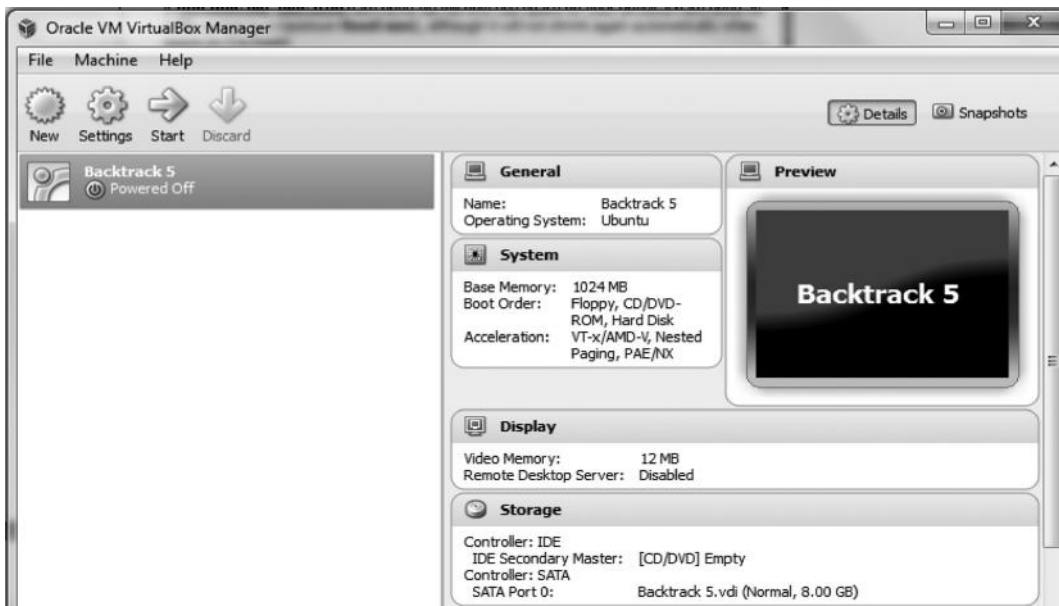 Oracle VM VirtualBox Manager
File Machine Help
New Settings Start Discard
Details Snapshots
Backtrack 5
Powered Off
General
Name: Backtrack 5
Operating System: Ubuntu
System
Base Memory: 1024 MB
Boot Order: Floppy, CD/DVD-
ROM, Hard Disk
Acceleration: VT-x/AMD-V, Nested
Paging, PAE/NX
Preview
Backtrack 5
Display
Video Memory: 12 MB
Remote Desktop Server: Disabled
Storage
Controller: IDE
IDE Secondary Master: [CD/DVD] Empty
Controller: SATA
SATA Port 0: Backtrack 5.vdi (Normal, 8.00 GB)